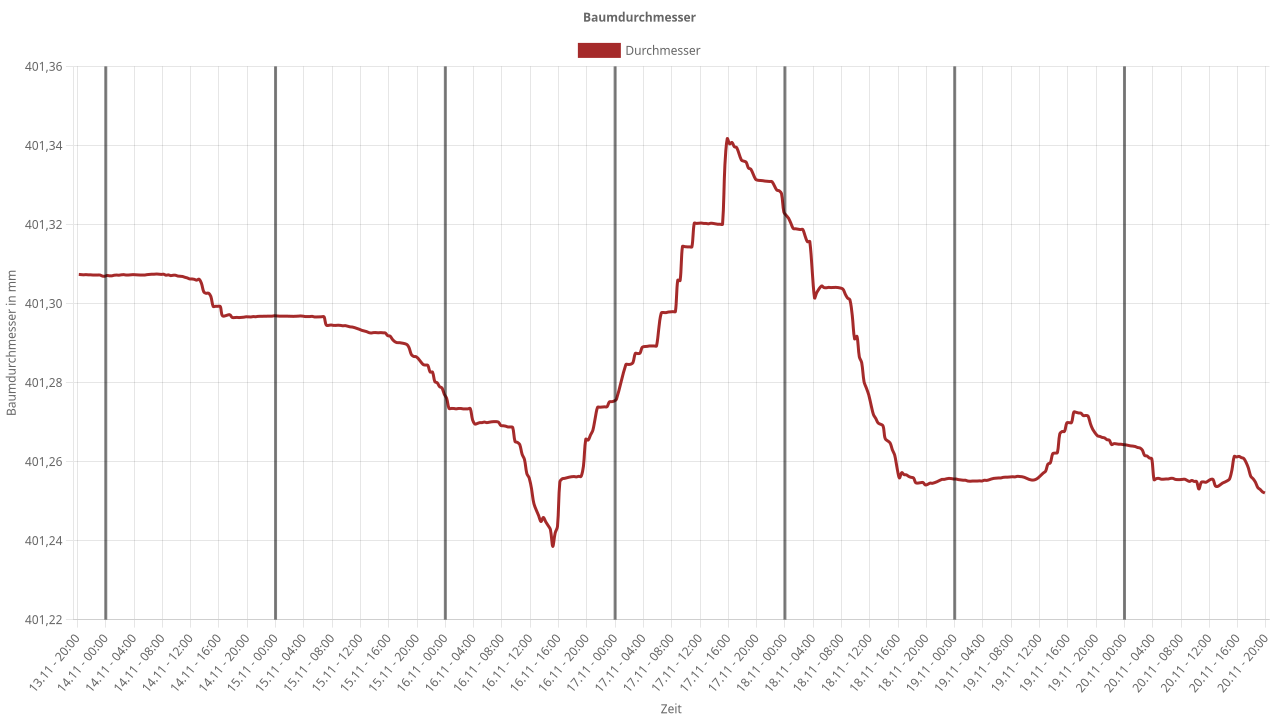 Baumdurchmesser
Durchmesser
401,36
401,34
401,32
401,30
401,28
401,26
401,24
401,22
Baumdurchmesser in mm
13.11 - 20:00
14.11 - 00:00
14.11 - 04:00
14.11 - 08:00
14.11 - 12:00
14.11 - 16:00
14.11 - 20:00
15.11 - 00:00
15.11 - 04:00
15.11 - 08:00
15.11 - 12:00
15.11 - 16:00
15.11 - 20:00
16.11 - 00:00
16.11 - 04:00
16.11 - 08:00
16.11 - 12:00
16.11 - 16:00
16.11 - 20:00
17.11 - 00:00
17.11 - 04:00
17.11 - 08:00
17.11 - 12:00
17.11 - 16:00
17.11 - 20:00
18.11 - 00:00
18.11 - 04:00
18.11 - 08:00
18.11 - 12:00
18.11 - 16:00
18.11 - 20:00
19.11 - 00:00
19.11 - 04:00
19.11 - 08:00
19.11 - 12:00
19.11 - 16:00
19.11 - 20:00
20.11 - 00:00
20.11 - 04:00
20.11 - 08:00
20.11 - 12:00
20.11 - 16:00
20.11 - 20:00
Zeit